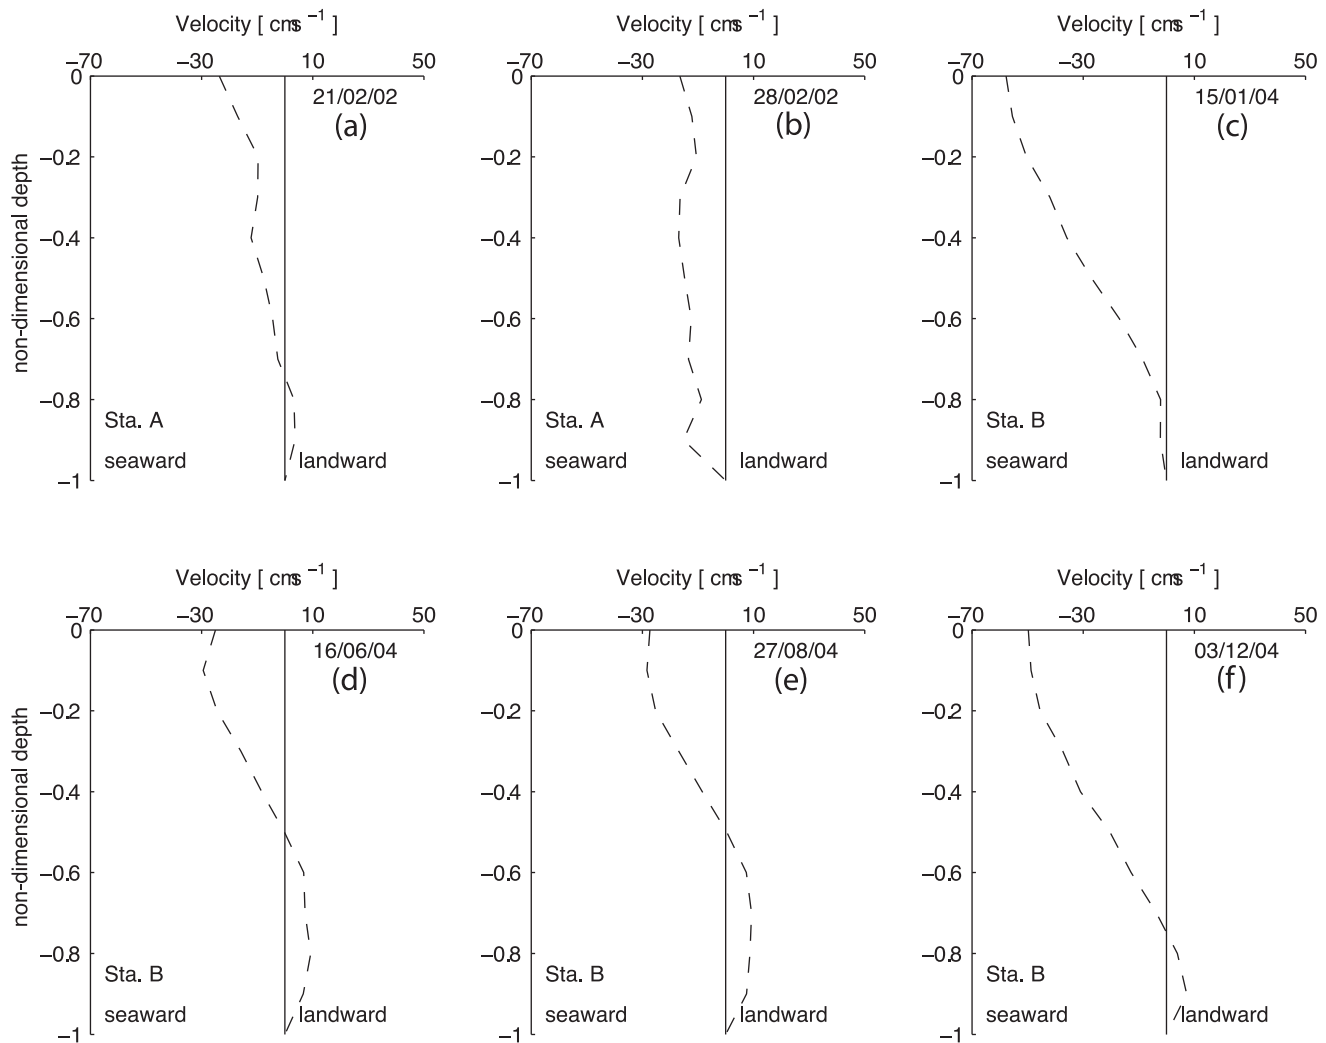 Velocity [ cms −1 ] Velocity [ cms −1 ] Velocity [ cms −1 ]
−70 −30 10 50 −70 −30 10 50 −70 −30 10 50
0 21/02/02 0 28/02/02 0 15/01/04
(a) (b) (c)
−0.2 −0.2 −0.2
non-dimensional depth
−0.4 −0.4 −0.4
−0.6 −0.6 −0.6
−0.8 −0.8 −0.8
Sta. A Sta. A Sta. B
seaward landward seaward landward seaward landward
−1 −1 −1
Velocity [ cms −1 ] Velocity [ cms −1 ] Velocity [ cms −1 ]
−70 −30 10 50 −70 −30 10 50 −70 −30 10 50
0 16/06/04 0 27/08/04 0 03/12/04
(d) (e) (f)
−0.2 −0.2 −0.2
non-dimensional depth
−0.4 −0.4 −0.4
−0.6 −0.6 −0.6
−0.8 −0.8 −0.8
Sta. B Sta. B Sta. B
seaward landward seaward landward seaward landward
−1 −1 −1